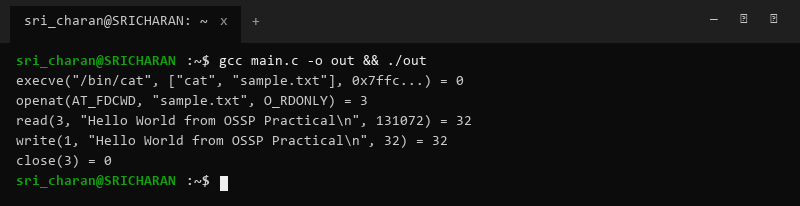 sri_charan@SRICHARAN: ~ x +
sri_charan@SRICHARAN :~$ gcc main.c -o out && ./out
execve("/bin/cat", ["cat", "sample.txt"], 0x7ffc...) = 0
openat(AT_FDCWD, "sample.txt", O_RDONLY) = 3
read(3, "Hello World from OSSP Practical\n", 131072) = 32
write(1, "Hello World from OSSP Practical\n", 32) = 32
close(3) = 0
sri_charan@SRICHARAN :~$